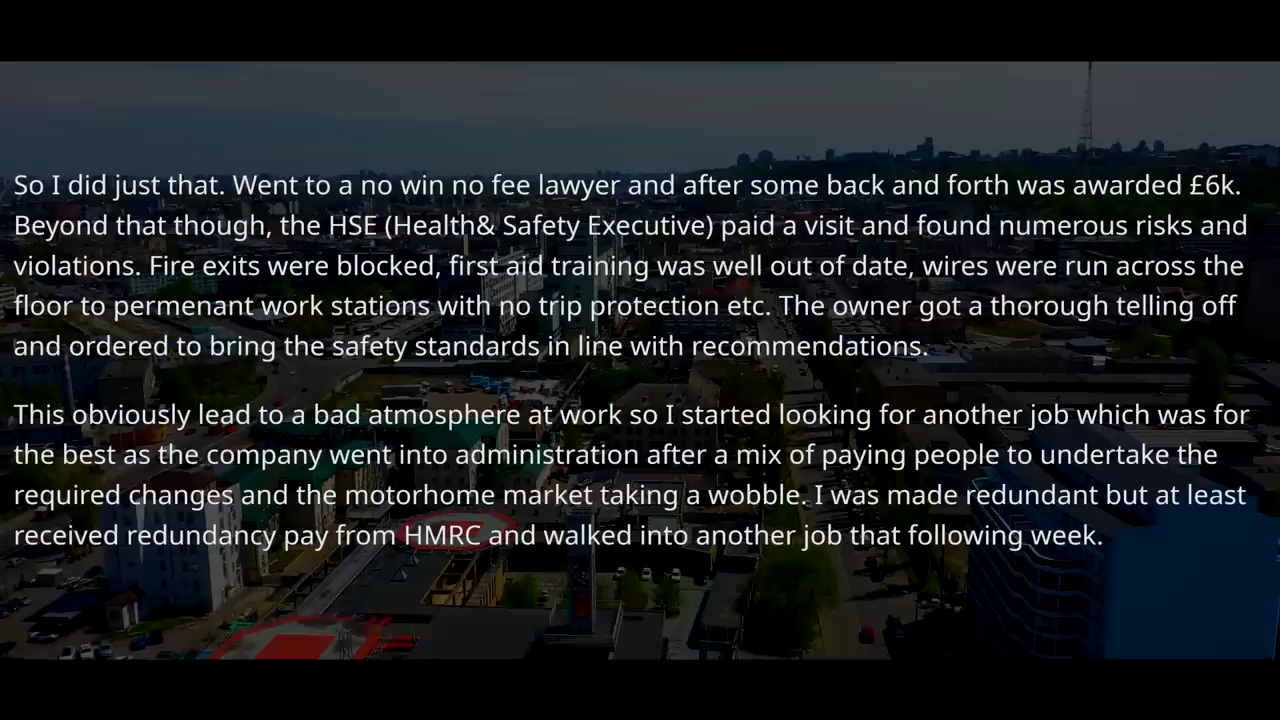 So I did just that. Went to a no win no fee lawyer and after some back and forth was awarded £6k.
Beyond that though, the HSE (Health& Safety Executive) paid a visit and found numerous risks and
violations. Fire exits were blocked, first aid training was well out of date, wires were run across the
floor to permenant work stations with no trip protection etc. The owner got a thorough telling off
and ordered to bring the safety standards in line with recommendations.
This obviously lead to a bad atmosphere at work so I started looking for another job which was for
the best as the company went into administration after a mix of paying people to undertake the
required changes and the motorhome market taking a wobble. I was made redundant but at least
received redundancy pay from HMRC and walked into another job that following week.